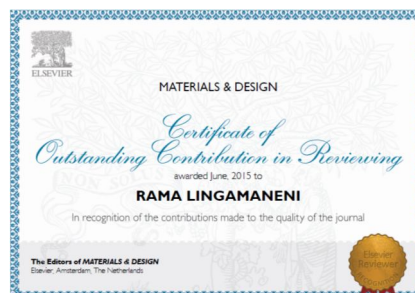 ELSEVIER
MATERIALS & DESIGN
Certificate of
Outstanding Contribution in Reviewing
awarded June, 2015 to
RAMA LINGAMANENI
In recognition of the contributions made to the quality of the journal
The Editors of MATERIALS & DESIGN
Elsevier, Amsterdam, The Netherlands
Elsevier
Reviewer